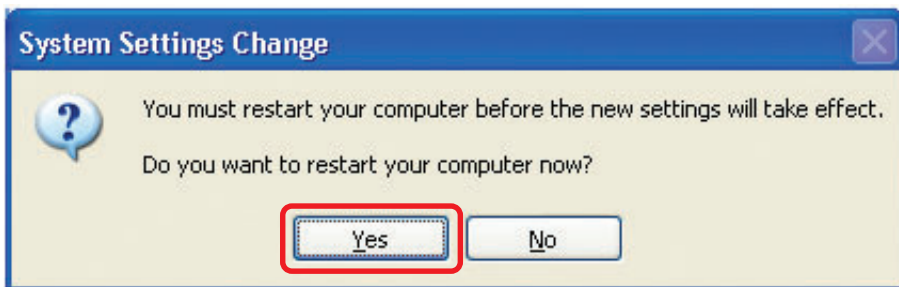 System Settings Change
You must restart your computer before the new settings will take effect.
Do you want to restart your computer now?
Yes No